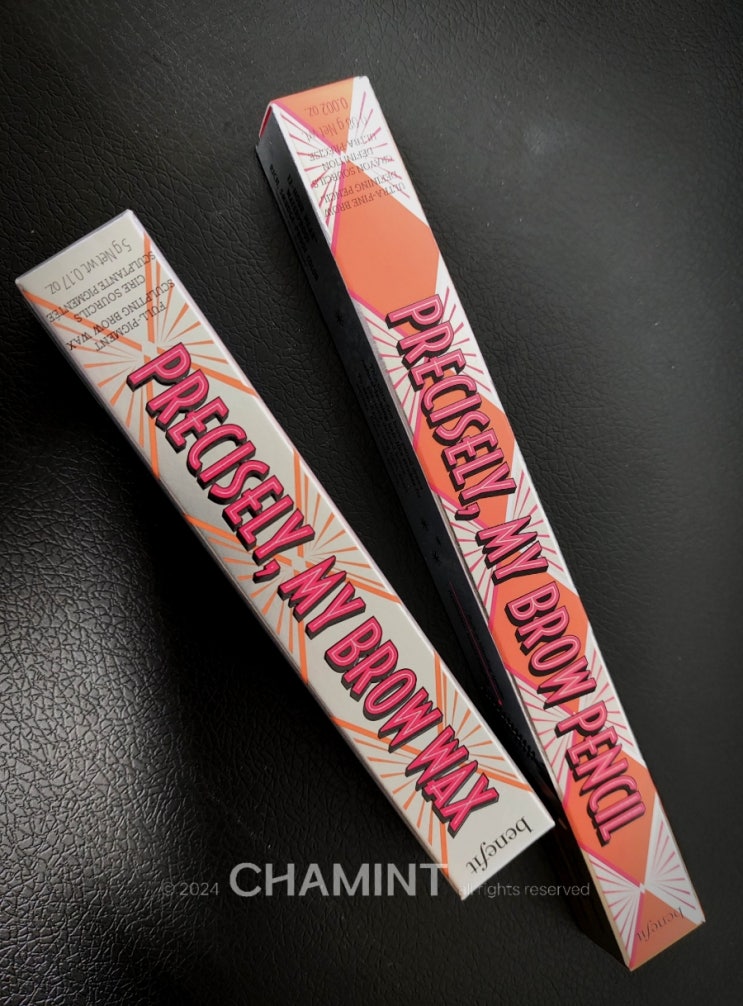 5 g Net wt. 0.17 oz.
FULL-PIGMENT
SCULPTING BROW WAX
CIRE SOURCILS
SCULPTANTE PIGMENTÉE
PRECISELY, MY BROW WAX
benefit
Net wt. 0.002 oz.
ULTRA-FINE BROW
DEFINING PENCIL
CRAYON SOURCILS
DÉFINITION
ULTRA-PRÉCISE
PRECISELY, MY BROW PENCIL
benefit
© 2024 CHAMINT all rights reserved